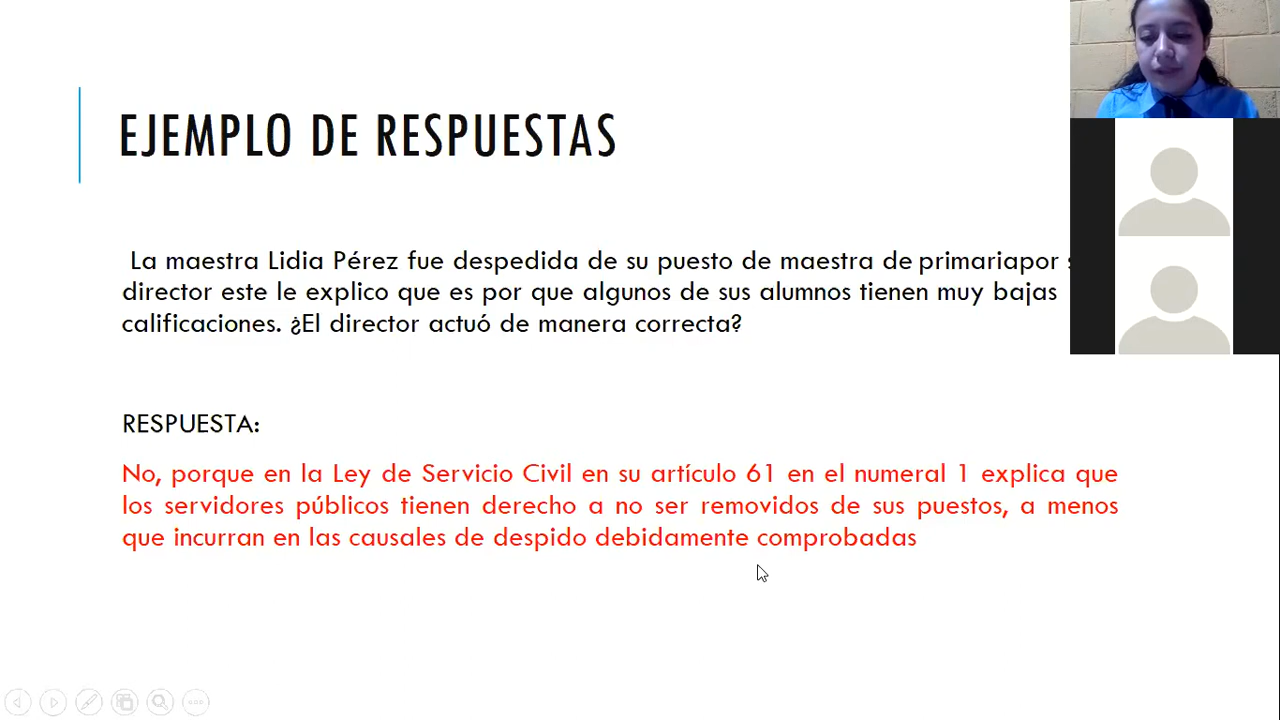 EJEMPLO DE RESPUESTAS
La maestra Lidia Pérez fue despedida de su puesto de maestra de primariapor
director este le explico que es por que algunos de sus alumnos tienen muy bajas
calificaciones. ¿El director actuó de manera correcta?
RESPUESTA:
No, porque en la Ley de Servicio Civil en su artículo 61 en el numeral 1 explica que
los servidores públicos tienen derecho a no ser removidos de sus puestos, a menos
que incurran en las causales de despido debidamente comprobadas